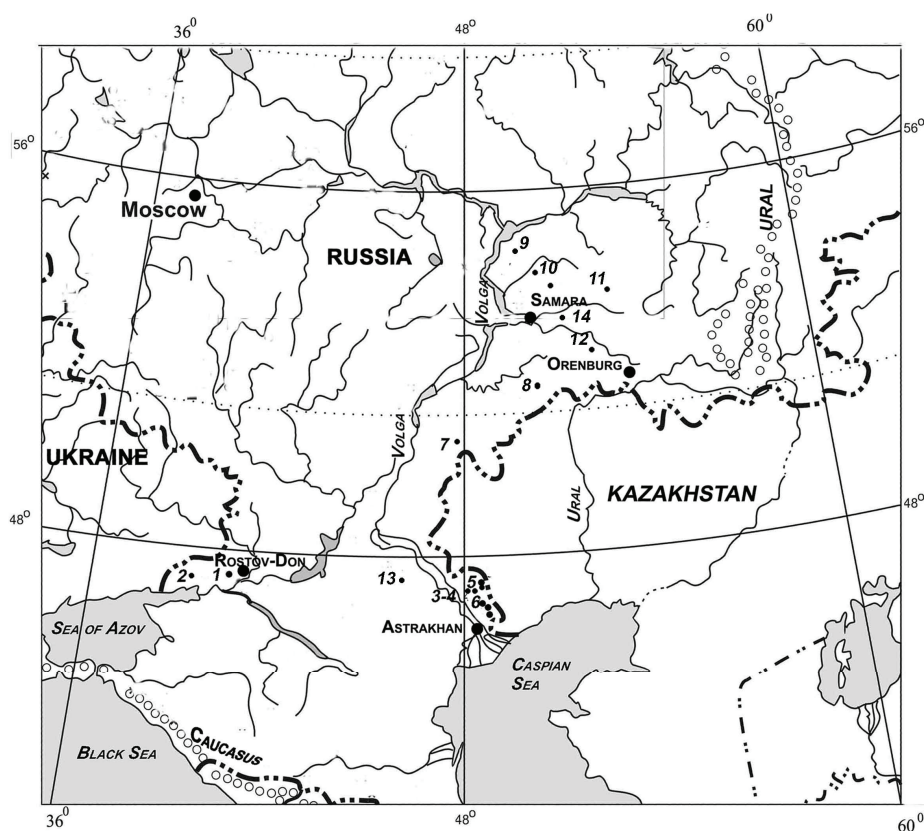 36⁰
48⁰
60⁰
56⁰
56⁰
Moscow
RUSSIA
URAL
9
10
11
VOLGA
SAMARA
14
12
ORENBURG
8
VOLGA
7
UKRAINE
URAL
KAZAKHSTAN
48⁰
48⁰
ROSTOV-DON
2
1
13
5
3-4
6
ASTRAKHAN
SEA OF AZOV
CASPIAN
SEA
CAUCASUS
BLACK SEA
36⁰
48⁰
60⁰